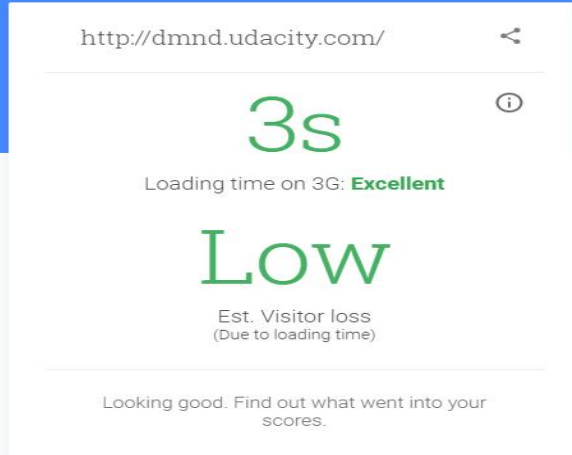 http://dmnd.udacity.com/
3s
Loading time on 3G: Excellent
Low
Est. Visitor loss
(Due to loading time)
Looking good. Find out what went into your
scores.